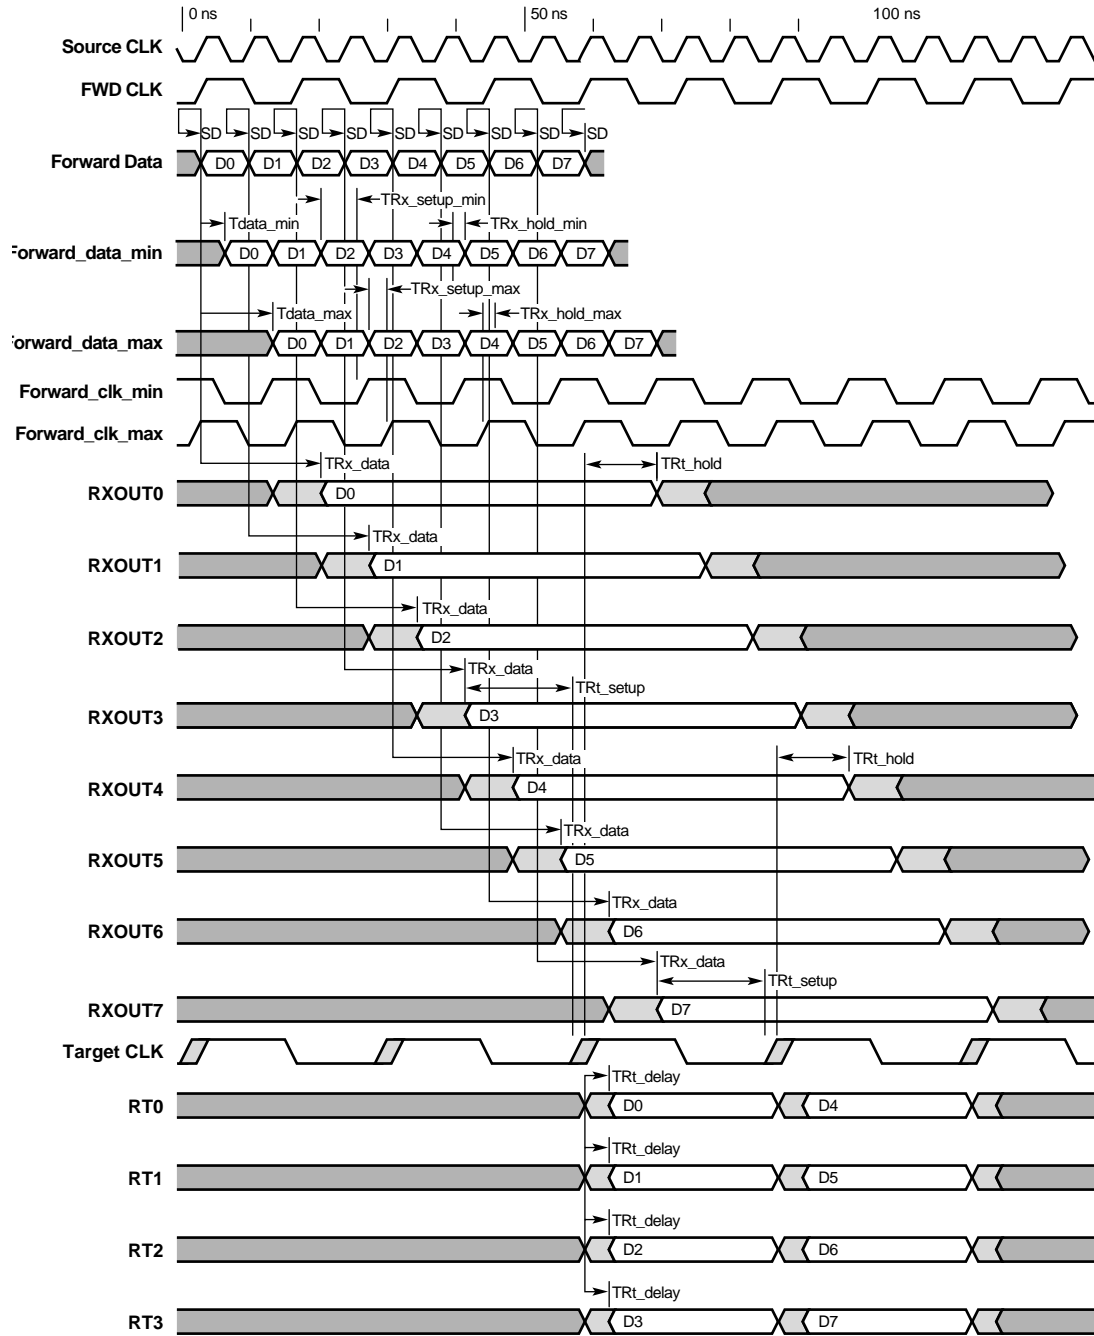 0 ns 50 ns 100 ns
Source CLK
FWD CLK
SD SD SD SD SD SD SD SD SD
Forward Data D0 D1 D2 D3 D4 D5 D6 D7
TRx_setup_min
Tdata_min TRx_hold_min
Forward_data_min D0 D1 D2 D3 D4 D5 D6 D7
TRx_setup_max
Tdata_max TRx_hold_max
Forward_data_max D0 D1 D2 D3 D4 D5 D6 D7
Forward_clk_min
Forward_clk_max
TRx_data TRt_hold
RXOUT0 D0
TRx_data
RXOUT1 D1
TRx_data
RXOUT2 D2
TRx_data
TRt_setup
RXOUT3 D3
TRx_data TRt_hold
RXOUT4 D4
TRx_data
RXOUT5 D5
TRx_data
RXOUT6 D6
TRx_data
TRt_setup
RXOUT7 D7
Target CLK
TRt_delay
RT0 D0 D4
TRt_delay
RT1 D1 D5
TRt_delay
RT2 D2 D6
TRt_delay
RT3 D3 D7